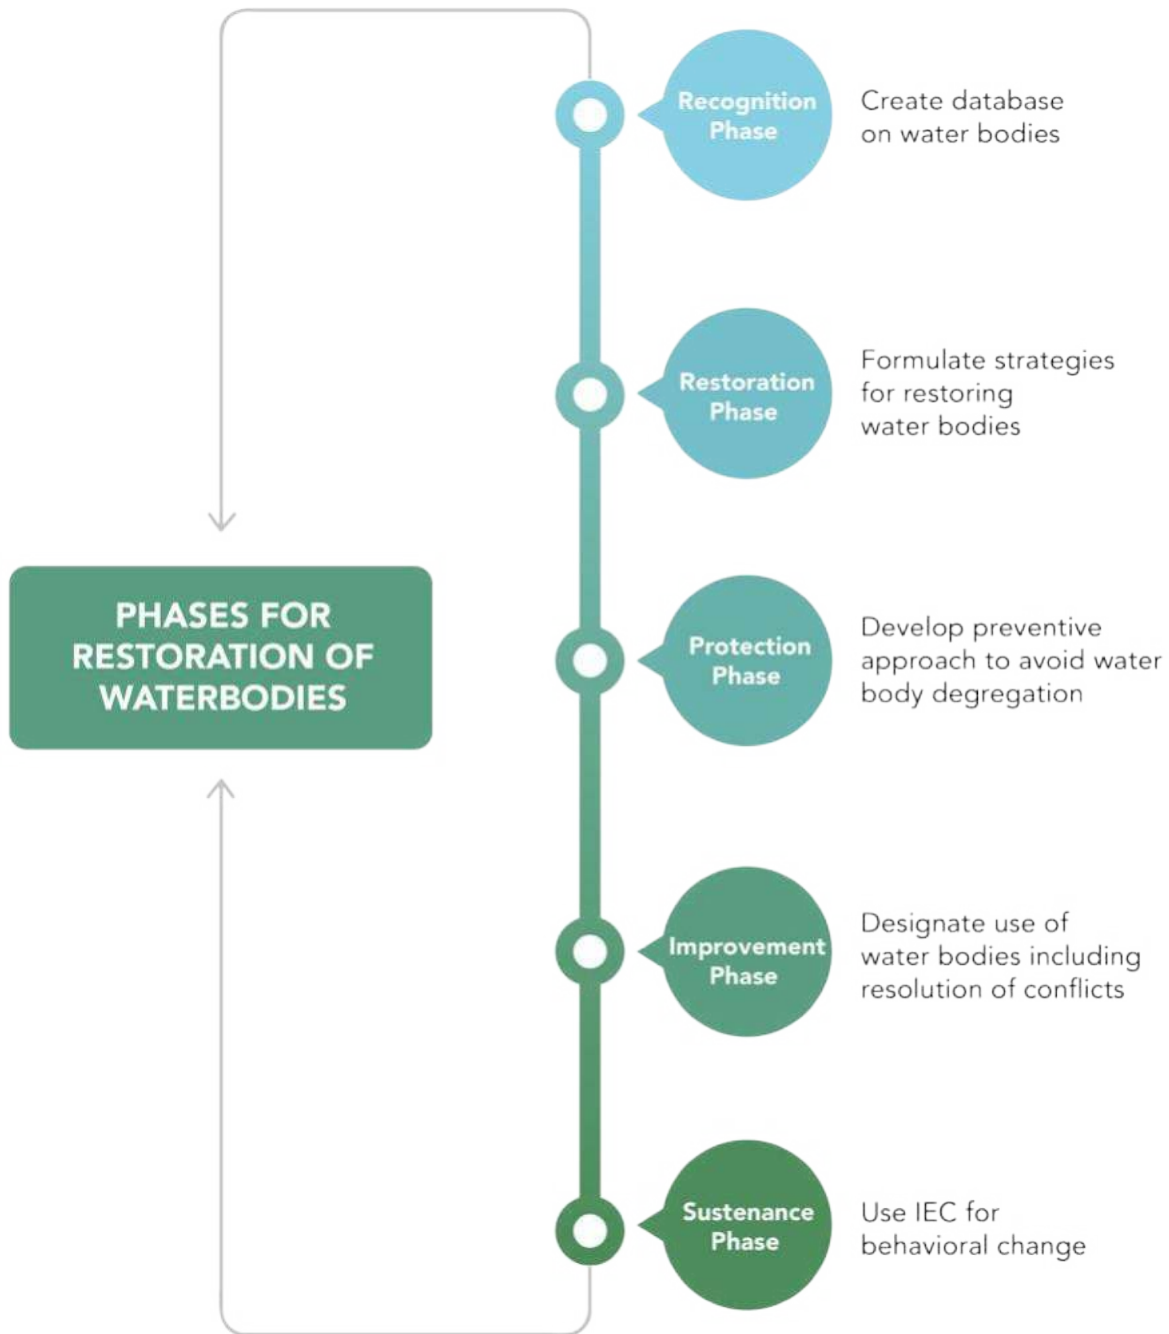 Recognition
Phase
Create database
on water bodies
Restoration
Phase
Formulate strategies
for restoring
water bodies
PHASES FOR
RESTORATION OF
WATERBODIES
Protection
Phase
Develop preventive
approach to avoid water
body degregation
Improvement
Phase
Designate use of
water bodies including
resolution of conflicts
Sustenance
Phase
Use IEC for
behavioral change